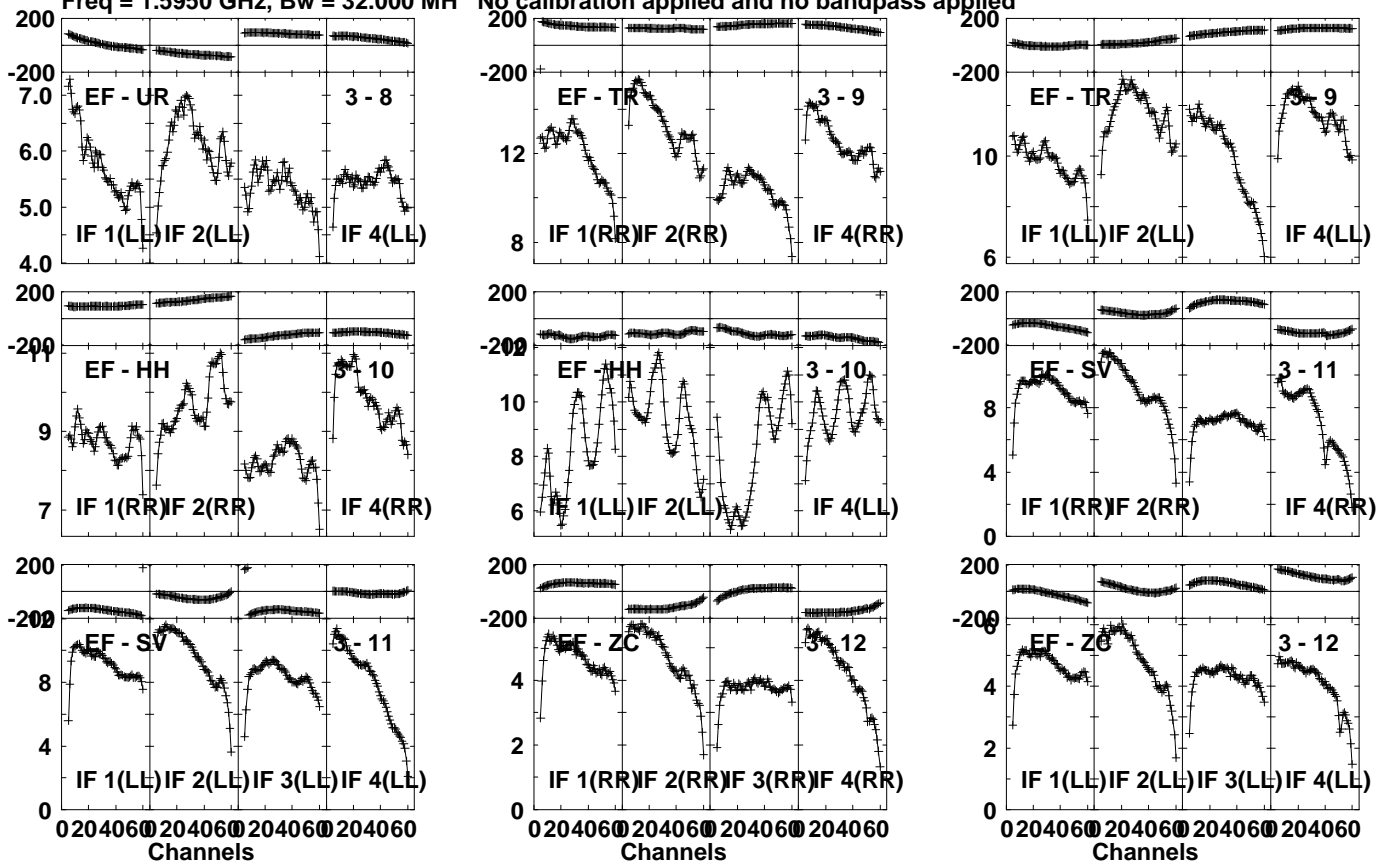 Freq = 1.5950 GHz, Bw = 32.000 MH No calibration applied and no bandpass applied
200
-200
7.0
6.0
5.0
4.0
EF - UR
3 - 8
IF 1(LL)
IF 2(LL)
IF 4(LL)
200
-200
12
8
EF - TR
3 - 9
IF 1(RR)
IF 2(RR)
IF 4(RR)
200
-200
10
6
EF - TR
3 - 9
IF 1(LL)
IF 2(LL)
IF 4(LL)
200
-200
11
9
7
EF - HH
3 - 10
IF 1(RR)
IF 2(RR)
IF 4(RR)
200
-200
12
10
8
6
EF - HH
3 - 10
IF 1(LL)
IF 2(LL)
IF 4(LL)
200
-200
8
4
0
EF - SV
3 - 11
IF 1(RR)
IF 2(RR)
IF 4(RR)
200
-200
12
8
4
0
EF - SV
3 - 11
IF 1(LL)
IF 2(LL)
IF 3(LL)
IF 4(LL)
0 20 40 60 0 20 40 60 0 20 40 60 0 20 40 60
Channels
200
-200
4
2
0
EF - ZC
3 - 12
IF 1(RR)
IF 2(RR)
IF 3(RR)
IF 4(RR)
0 20 40 60 0 20 40 60 0 20 40 60 0 20 40 60
Channels
200
-200
6
4
2
0
EF - ZC
3 - 12
IF 1(LL)
IF 2(LL)
IF 3(LL)
IF 4(LL)
0 20 40 60 0 20 40 60 0 20 40 60 0 20 40 60
Channels